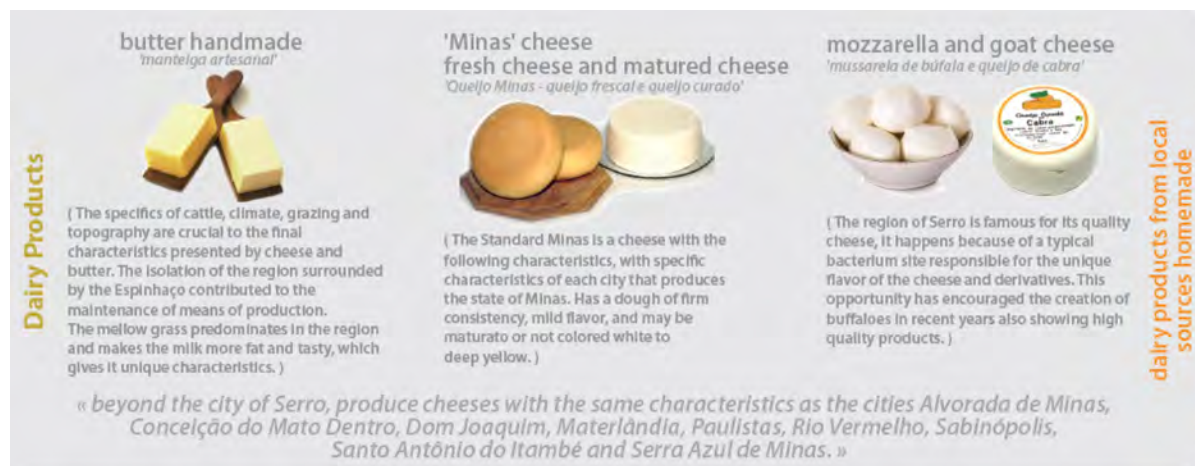 Dairy Products
butter handmade
'manteiga artesanal'
( The specifics of cattle, climate, grazing and
topography are crucial to the final
characteristics presented by cheese and
butter. The isolation of the region surrounded
by the Espinhaço contributed to the
maintenance of means of production.
The mellow grass predominates in the region
and makes the milk more fat and tasty, which
gives it unique characteristics. )
'Minas' cheese
fresh cheese and matured cheese
'Queijo Minas - queijo frescal e queijo curado'
( The Standard Minas is a cheese with the
following characteristics, with specific
characteristics of each city that produces
the state of Minas. Has a dough of firm
consistency, mild flavor, and may be
maturato or not colored white to
deep yellow. )
mozzarella and goat cheese
'mussarela de búfala e queijo de cabra'
Cabra
( The region of Serro is famous for its quality
cheese, it happens because of a typical
bacterium site responsible for the unique
flavor of the cheese and derivatives. This
opportunity has encouraged the creation of
buffaloes in recent years also showing high
quality products. )
dairy products from local
sources homemade
« beyond the city of Serro, produce cheeses with the same characteristics as the cities Alvorada de Minas,
Conceição do Mato Dentro, Dom Joaquim, Materlândia, Paulistas, Rio Vermelho, Sabinópolis,
Santo Antônio do Itambé and Serra Azul de Minas. »